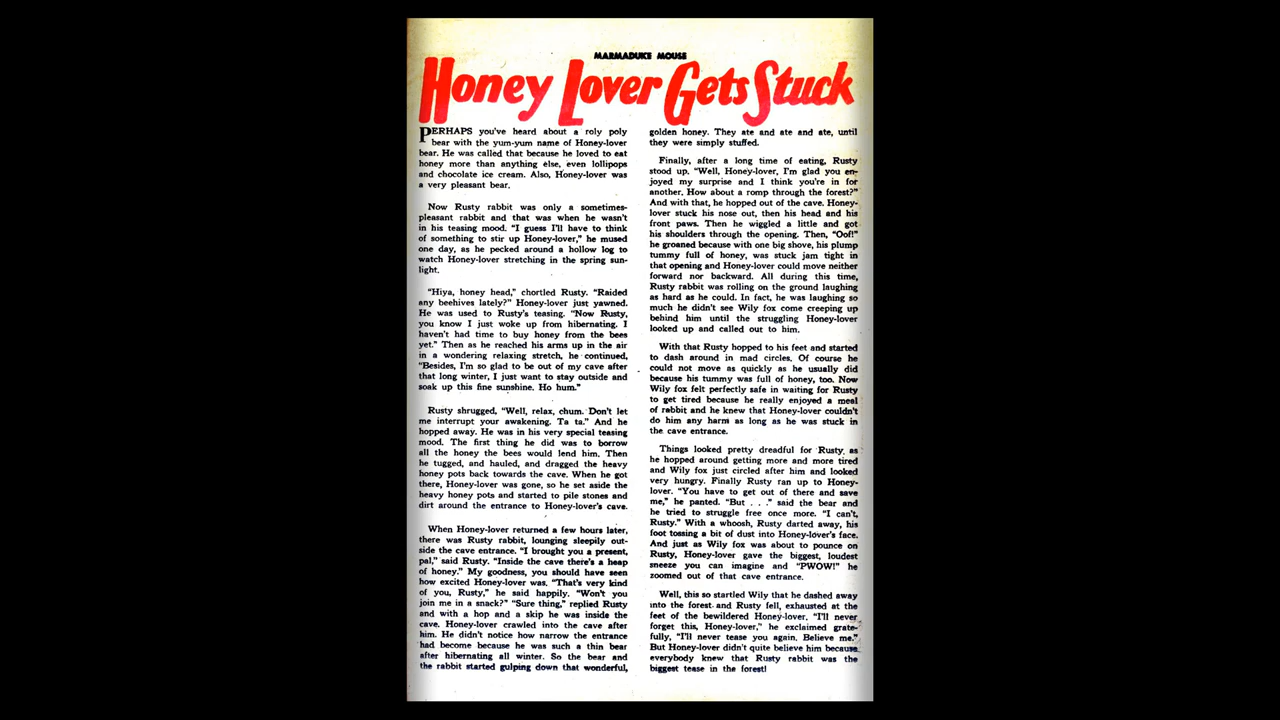 MARMADUKE MOUSE
Honey Lover Gets Stuck
PERHAPS you've heard about a roly poly
bear with the yum-yum name of Honey-lover
bear. He was called that because he loved to eat
honey more than anything else, even lollipops
and chocolate ice cream. Also, Honey-lover was
a very pleasant bear.
Now Rusty rabbit was only a sometimes-
pleasant rabbit and that was when he wasn't
in his teasing mood. "I guess I'll have to think
of something to stir up Honey-lover," he mused
one day, as he pecked around a hollow log to
watch Honey-lover stretching in the spring sun-
light.
"Hiya, honey head," chortled Rusty. "Raided
any beehives lately?" Honey-lover just yawned.
He was used to Rusty's teasing. "Now Rusty,
you know I just woke up from hibernating. I
haven't had time to buy honey from the bees
yet." Then as he reached his arms up in the air
in a wondering relaxing stretch, he continued,
"Besides, I'm so glad to be out of my cave after
that long winter, I just want to stay outside and
soak up this fine sunshine. Ho hum."
Rusty shrugged, "Well, relax, chum. Don't let
me interrupt your awakening. Ta ta." And he
hopped away. He was in his very special teasing
mood. The first thing he did was to borrow
all the honey the bees would lend him. Then
he tugged, and hauled, and dragged the heavy
honey pots back towards the cave. When he got
there, Honey-lover was gone, so he set aside the
heavy honey pots and started to pile stones and
dirt around the entrance to Honey-lover's cave.
When Honey-lover returned a few hours later,
there was Rusty rabbit, lounging sleepily out-
side the cave entrance. "I brought you a present,
pal," said Rusty. "Inside the cave there's a heap
of honey." My goodness, you should have seen
how excited Honey-lover was. "That's very kind
of you, Rusty," he said happily. "Won't you
join me in a snack?" "Sure thing," replied Rusty
and with a hop and a skip he was inside the
cave. Honey-lover crawled into the cave after
him. He didn't notice how narrow the entrance
had become because he was such a thin bear
after hibernating all winter. So the bear and
the rabbit started gulping down that wonderful,
golden honey. They ate and ate and ate, until
they were simply stuffed.
Finally, after a long time of eating, Rusty
stood up. "Well, Honey-lover, I'm glad you en-
joyed my surprise and I think you're in for
another. How about a romp through the forest?"
And with that, he hopped out of the cave. Honey-
lover stuck his nose out, then his head and his
front paws. Then he wiggled a little and got
his shoulders through the opening. Then, "Oof!"
he groaned because with one big shove, his plump
tummy full of honey, was stuck jam tight in
that opening and Honey-lover could move neither
forward nor backward. All during this time,
Rusty rabbit was rolling on the ground laughing
as hard as he could. In fact, he was laughing so
much he didn't see Wily fox come creeping up
behind him until the struggling Honey-lover
looked up and called out to him.
With that Rusty hopped to his feet and started
to dash around in mad circles. Of course he
could not move as quickly as he usually did
because his tummy was full of honey, too. Now
Wily fox felt perfectly safe in waiting for Rusty
to get tired because he really enjoyed a meal
of rabbit and he knew that Honey-lover couldn't
do him any harm as long as he was stuck in
the cave entrance.
Things looked pretty dreadful for Rusty, as
he hopped around getting more and more tired
and Wily fox just circled after him and looked
very hungry. Finally Rusty ran up to Honey-
lover. "You have to get out of there and save
me," he panted. "But . . ." said the bear and
he tried to struggle free once more. "I can't,
Rusty." With a whoosh, Rusty darted away, his
foot tossing a bit of dust into Honey-lover's face.
And just as Wily fox was about to pounce on
Rusty, Honey-lover gave the biggest, loudest
sneeze you can imagine and "PWOW!" he
zoomed out of that cave entrance.
Well, this so startled Wily that he dashed away
into the forest and Rusty fell, exhausted at the
feet of the bewildered Honey-lover. "I'll never
forget this, Honey-lover," he exclaimed grate-
fully, "I'll never tease you again. Believe me."
But Honey-lover didn't quite believe him because
everybody knew that Rusty rabbit was the
biggest tease in the forest!